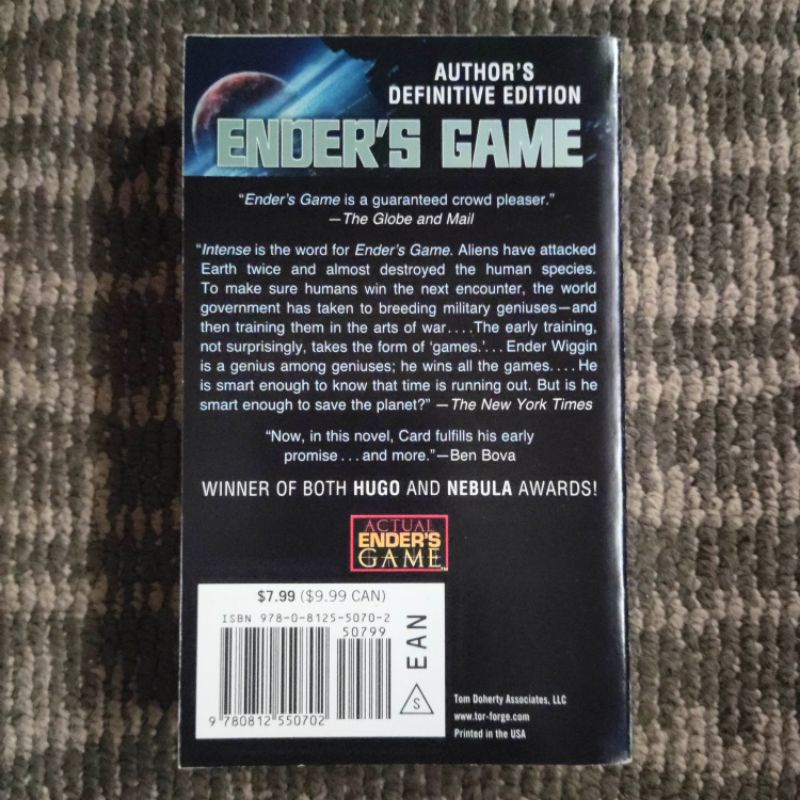 AUTHOR'S
DEFINITIVE EDITION
ENDER'S GAME
“Ender's Game is a guaranteed crowd pleaser.”
—The Globe and Mail
“Intense is the word for Ender's Game. Aliens have attacked
Earth twice and almost destroyed the human species.
To make sure humans win the next encounter, the world
government has taken to breeding military geniuses—and
then training them in the arts of war. . . . The early training,
not surprisingly, takes the form of ‘games.’. . . Ender Wiggin
is a genius among geniuses; he wins all the games. . . . He
is smart enough to know that time is running out. But is he
smart enough to save the planet?” —The New York Times
“Now, in this novel, Card fulfills his early
promise . . . and more.”—Ben Bova
WINNER OF BOTH HUGO AND NEBULA AWARDS!
ACTUAL
ENDER'S
GAME™
$7.99 ($9.99 CAN)
ISBN 978-0-8125-5070-2
50799
EAN
S
9 780812 550702
Tom Doherty Associates, LLC
www.tor-forge.com
Printed in the USA